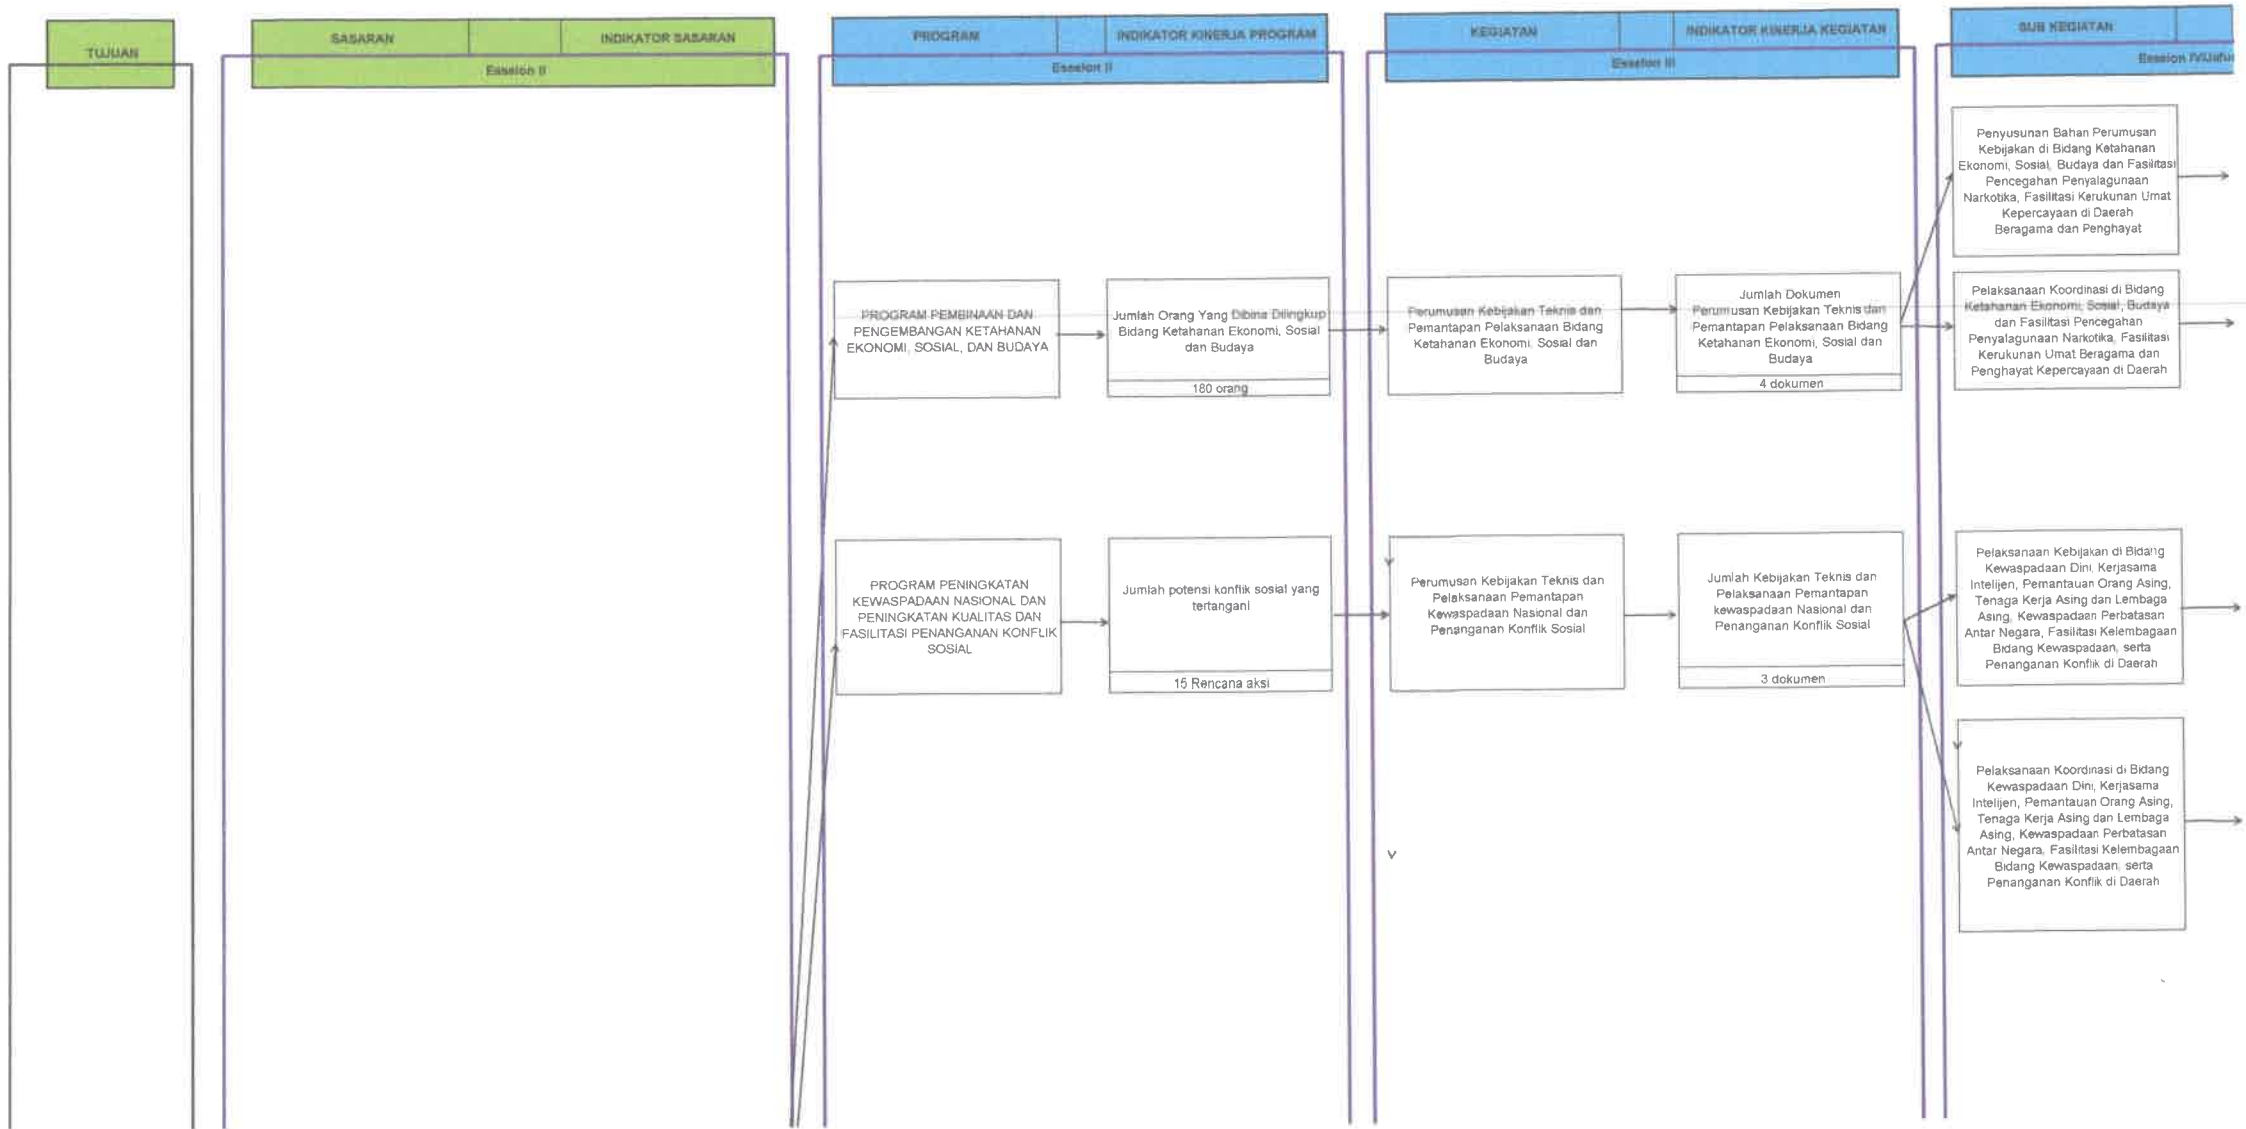 TUJUAN
SASARAN
INDIKATOR SASARAN
Esselon II
PROGRAM
INDIKATOR KINERJA PROGRAM
Esselon II
KEGIATAN
INDIKATOR KINERJA KEGIATAN
Esselon III
SUB KEGIATAN
Esselon IV/Jafu
PROGRAM PEMBINAAN DAN
PENGEMBANGAN KETAHANAN
EKONOMI, SOSIAL, DAN BUDAYA
Jumlah Orang Yang Dibina Dilingkup
Bidang Ketahanan Ekonomi, Sosial
dan Budaya
180 orang
Perumusan Kebijakan Teknis dan
Pemantapan Pelaksanaan Bidang
Ketahanan Ekonomi, Sosial dan
Budaya
Jumlah Dokumen
Perumusan Kebijakan Teknis dan
Pemantapan Pelaksanaan Bidang
Ketahanan Ekonomi, Sosial dan
Budaya
4 dokumen
Penyusunan Bahan Perumusan
Kebijakan di Bidang Ketahanan
Ekonomi, Sosial, Budaya dan Fasilitasi
Pencegahan Penyalagunaan
Narkotika, Fasilitasi Kerukunan Umat
Kepercayaan di Daerah
Beragama dan Penghayat
Pelaksanaan Koordinasi di Bidang
Ketahanan Ekonomi, Sosial, Budaya
dan Fasilitasi Pencegahan
Penyalagunaan Narkotika, Fasilitasi
Kerukunan Umat Beragama dan
Penghayat Kepercayaan di Daerah
PROGRAM PENINGKATAN
KEWASPADAAN NASIONAL DAN
PENINGKATAN KUALITAS DAN
FASILITASI PENANGANAN KONFLIK
SOSIAL
Jumlah potensi konflik sosial yang
tertangani
15 Rencana aksi
Perumusan Kebijakan Teknis dan
Pelaksanaan Pemantapan
Kewaspadaan Nasional dan
Penanganan Konflik Sosial
Jumlah Kebijakan Teknis dan
Pelaksanaan Pemantapan
kewaspadaan Nasional dan
Penanganan Konflik Sosial
3 dokumen
Pelaksanaan Kebijakan di Bidang
Kewaspadaan Dini, Kerjasama
Intelijen, Pemantauan Orang Asing,
Tenaga Kerja Asing dan Lembaga
Asing, Kewaspadaan Perbatasan
Antar Negara, Fasilitasi Kelembagaan
Bidang Kewaspadaan, serta
Penanganan Konflik di Daerah
Pelaksanaan Koordinasi di Bidang
Kewaspadaan Dini, Kerjasama
Intelijen, Pemantauan Orang Asing,
Tenaga Kerja Asing dan Lembaga
Asing, Kewaspadaan Perbatasan
Antar Negara, Fasilitasi Kelembagaan
Bidang Kewaspadaan, serta
Penanganan Konflik di Daerah